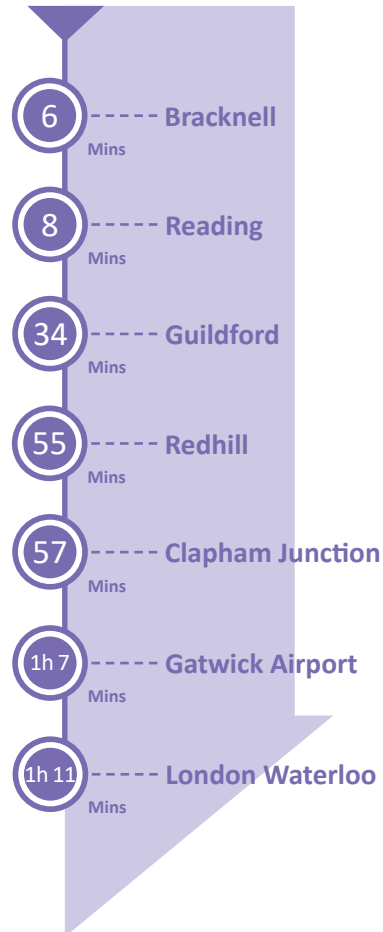 6 Bracknell
Mins
8 Reading
Mins
34 Guildford
Mins
55 Redhill
Mins
57 Clapham Junction
Mins
1h 7 Gatwick Airport
Mins
1h 11 London Waterloo
Mins